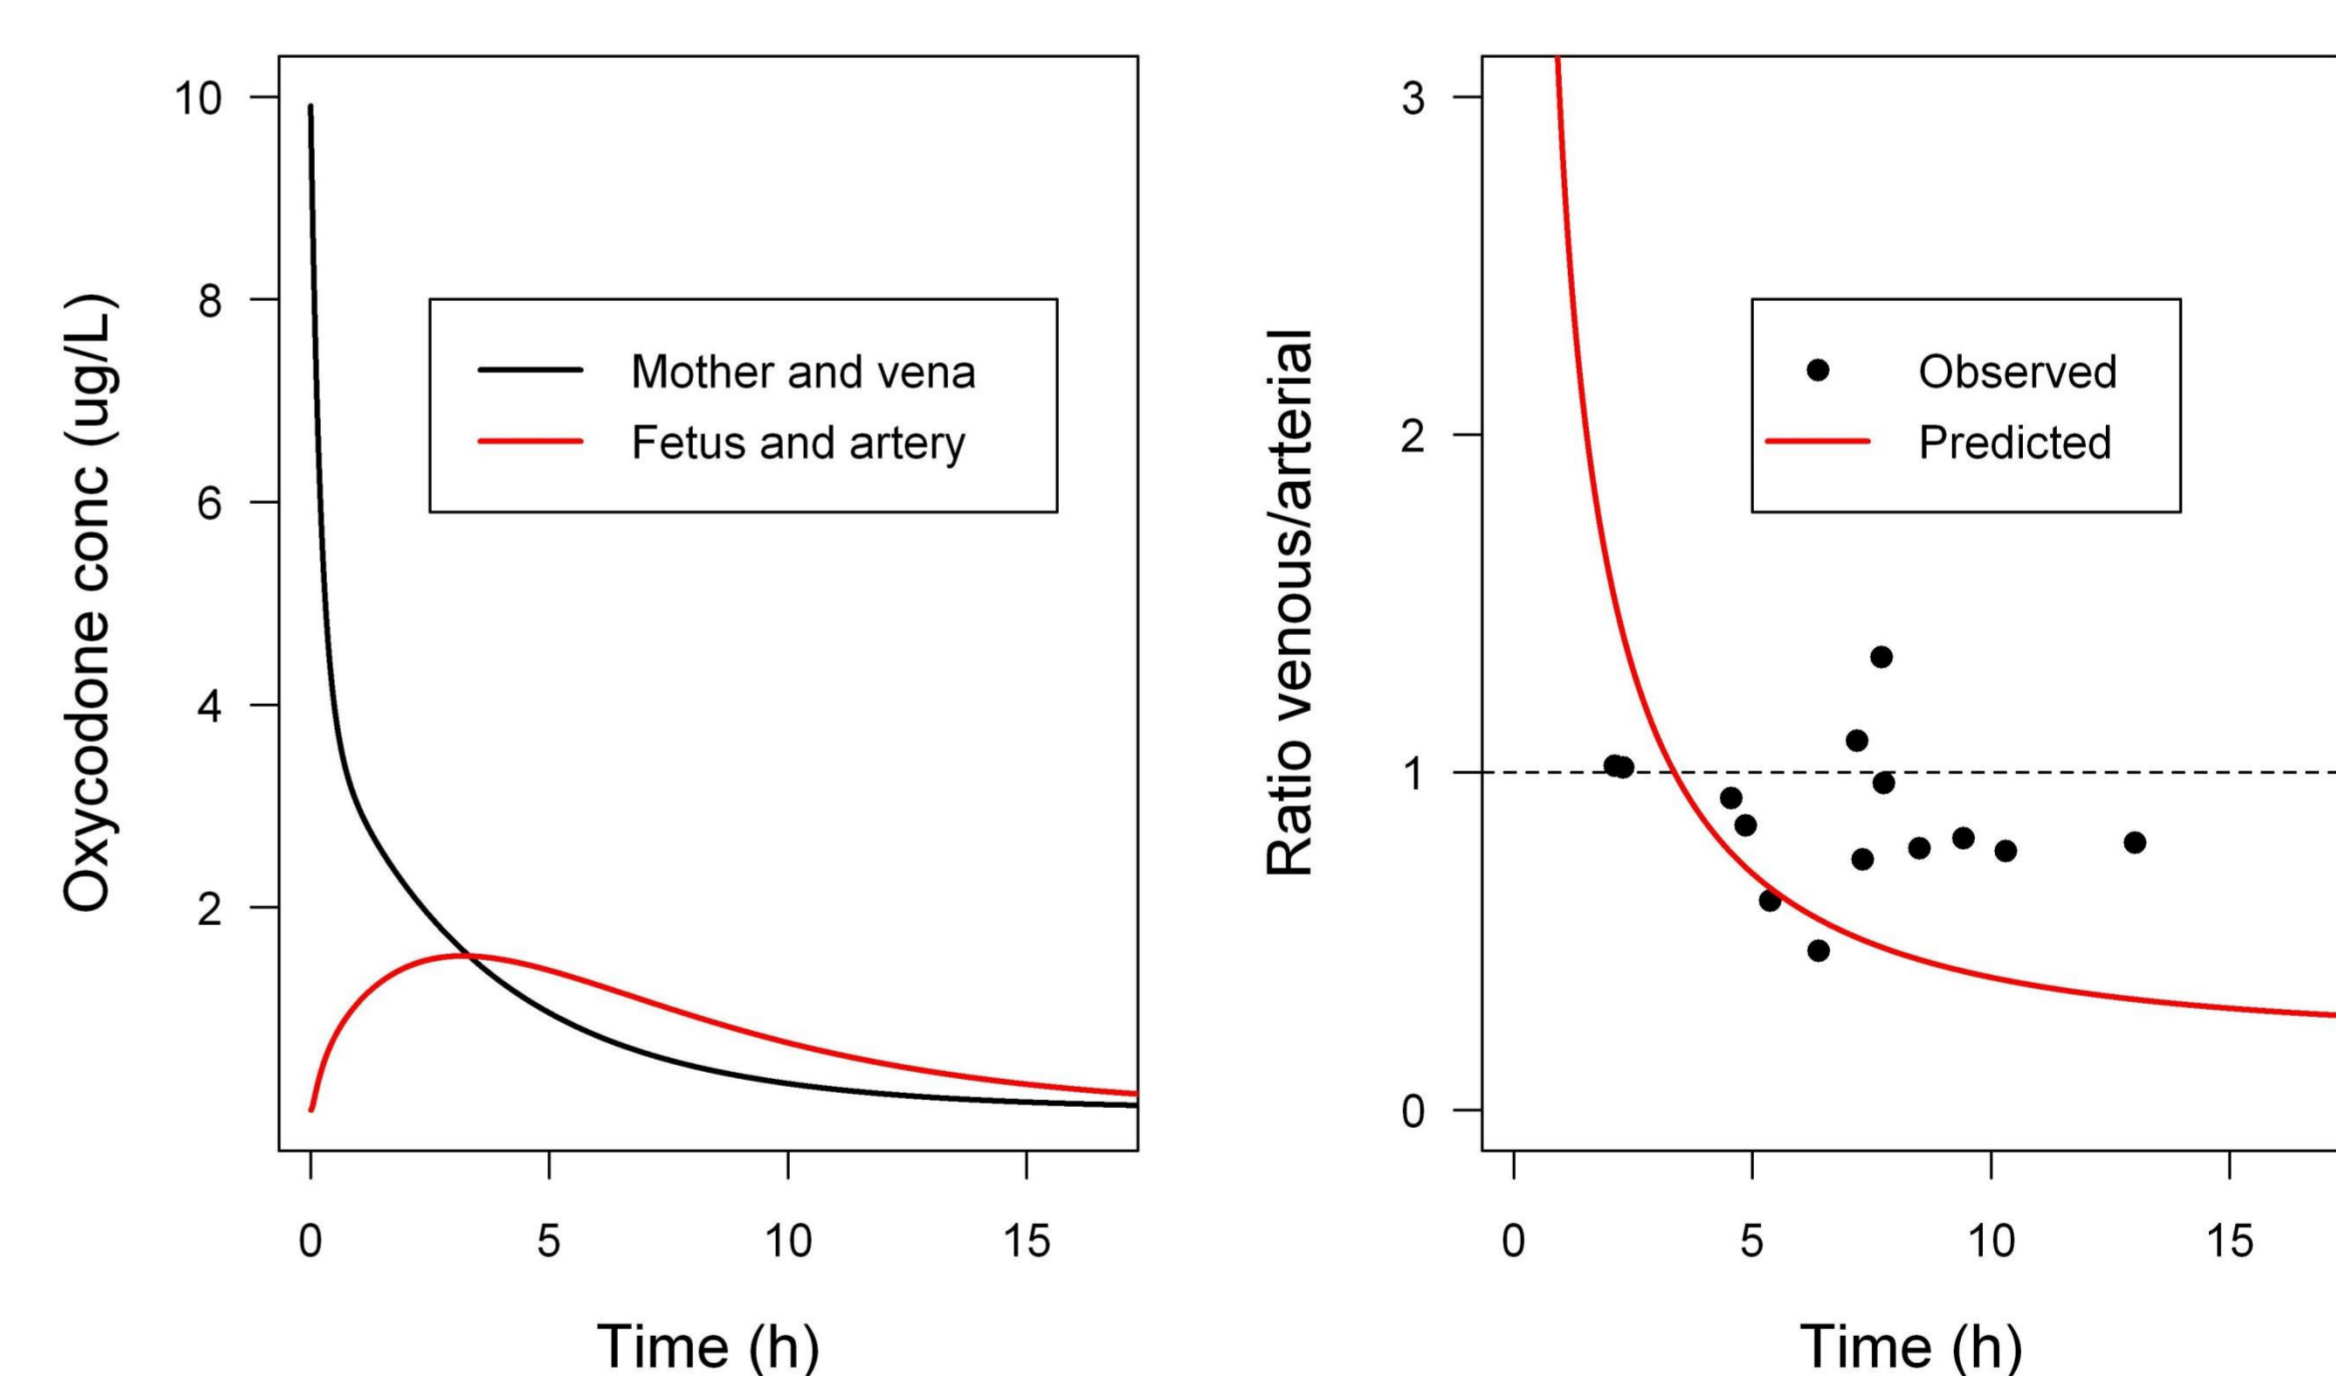 Oxycodone conc (ug/L)
10
8
6
4
2
Mother and vena
Fetus and artery
0 5 10 15
Time (h)
Ratio venous/arterial
3
2
1
0
Observed
Predicted
0 5 10 15
Time (h)